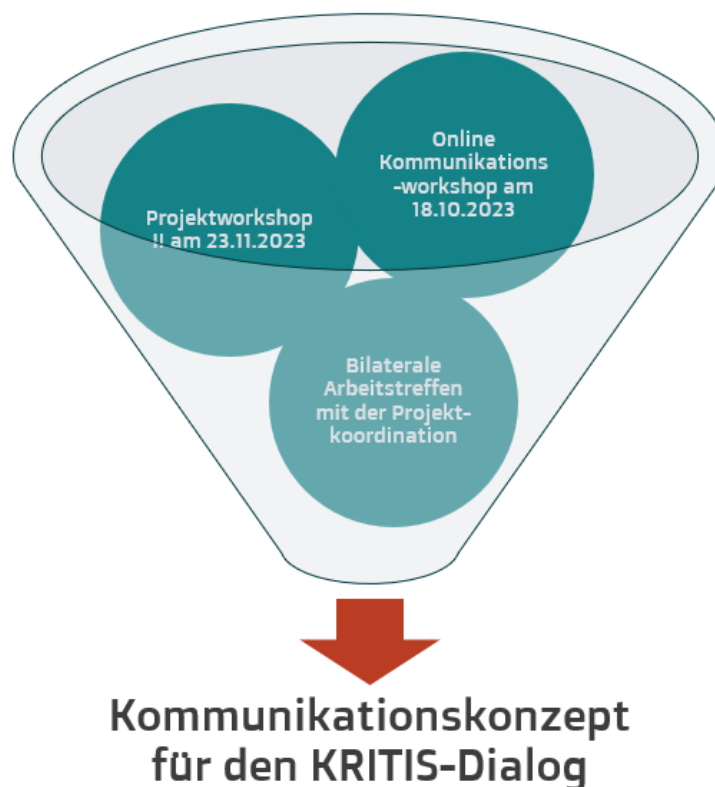 Online
Kommunikations
-workshop am
18.10.2023
Projektworkshop
!! am 23.11.2023
Bilaterale
Arbeitstreffen
mit der Projekt-
koordination
Kommunikationskonzept
für den KRITIS-Dialog